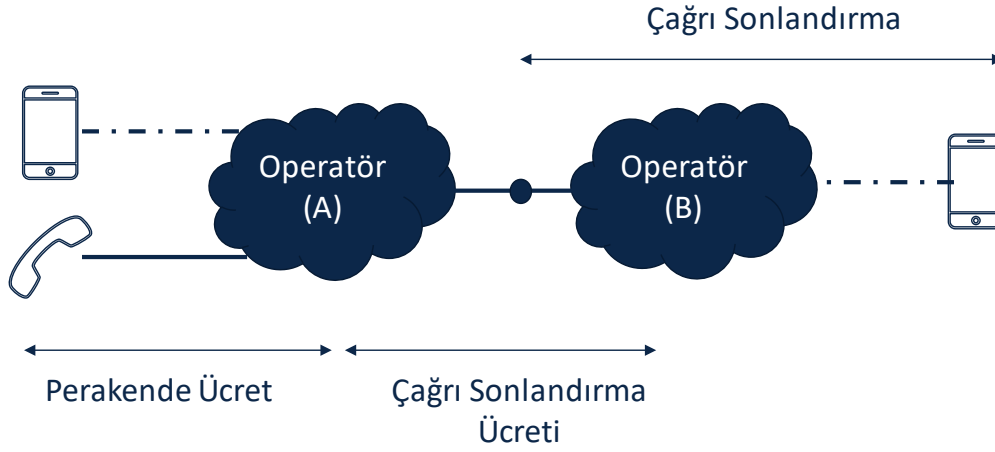 Çağrı Sonlandırma
Operatör
(A)
Operatör
(B)
Perakende Ücret
Çağrı Sonlandırma
Ücreti